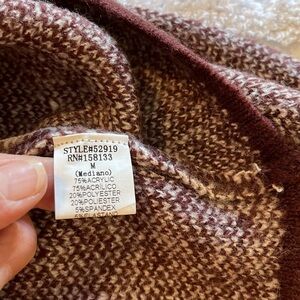 STYLE#52919
RN#158133
M
(Mediano)
75%ACRYLIC
75%ACRILICO
20%POLYESTER
20%POLIESTER
5%SPANDEX